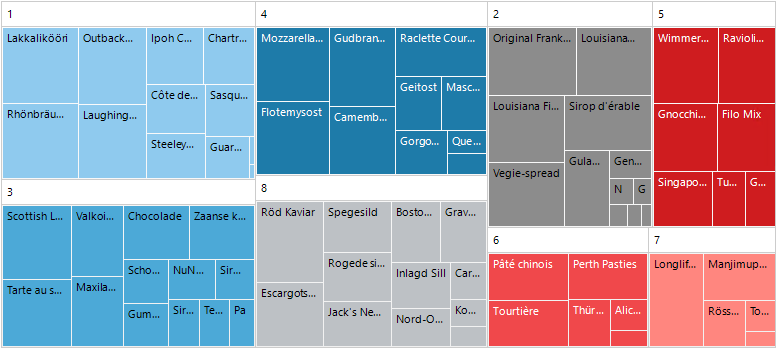 1
Lakkalikööri
Outback...
Ipoh C...
Chartr...
Rhönbräu...
Laughing...
Côte de...
Sasqu...
Steeley...
Guar...
4
Mozzarella...
Gudbran...
Raclette Cour...
Geitost
Masc...
Flotemysost
Camemb...
Gorgo...
Que...
2
Original Frank...
Louisiana...
Louisiana Fi...
Sirop d'érable
Vegie-spread
Gula...
Gen...
N
G
5
Wimmer...
Ravioli...
Gnocchi...
Filo Mix
Singapo...
Tu...
G...
3
Scottish L...
Valkoi...
Chocolade
Zaanse k...
Tarte au s...
Maxila...
Scho...
NuN...
Sir...
Gum...
Sir...
Te...
Pa
8
Röd Kaviar
Spegesild
Bosto...
Grav...
Rogede si...
Inlagd Sill
Car...
Escargots...
Jack's Ne...
Nord-O...
Ko...
6
Pâté chinois
Perth Pasties
Tourtière
Thür...
Alic...
7
Longlif...
Manjimup...
Röss...
To...